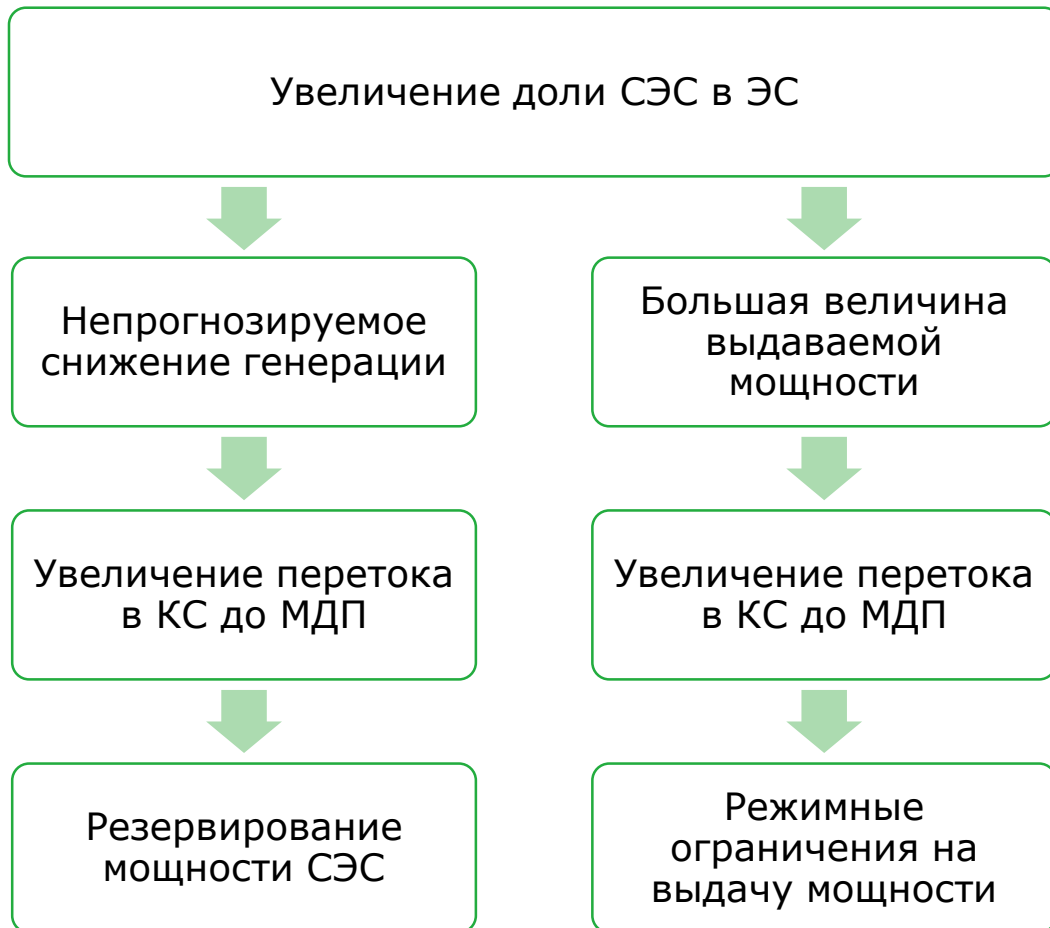 Увеличение доли СЭС в ЭС
Непрогнозируемое
снижение генерации
Большая величина
выдаваемой
мощности
Увеличение перетока
в КС до МДП
Увеличение перетока
в КС до МДП
Резервирование
мощности СЭС
Режимные
ограничения на
выдачу мощности